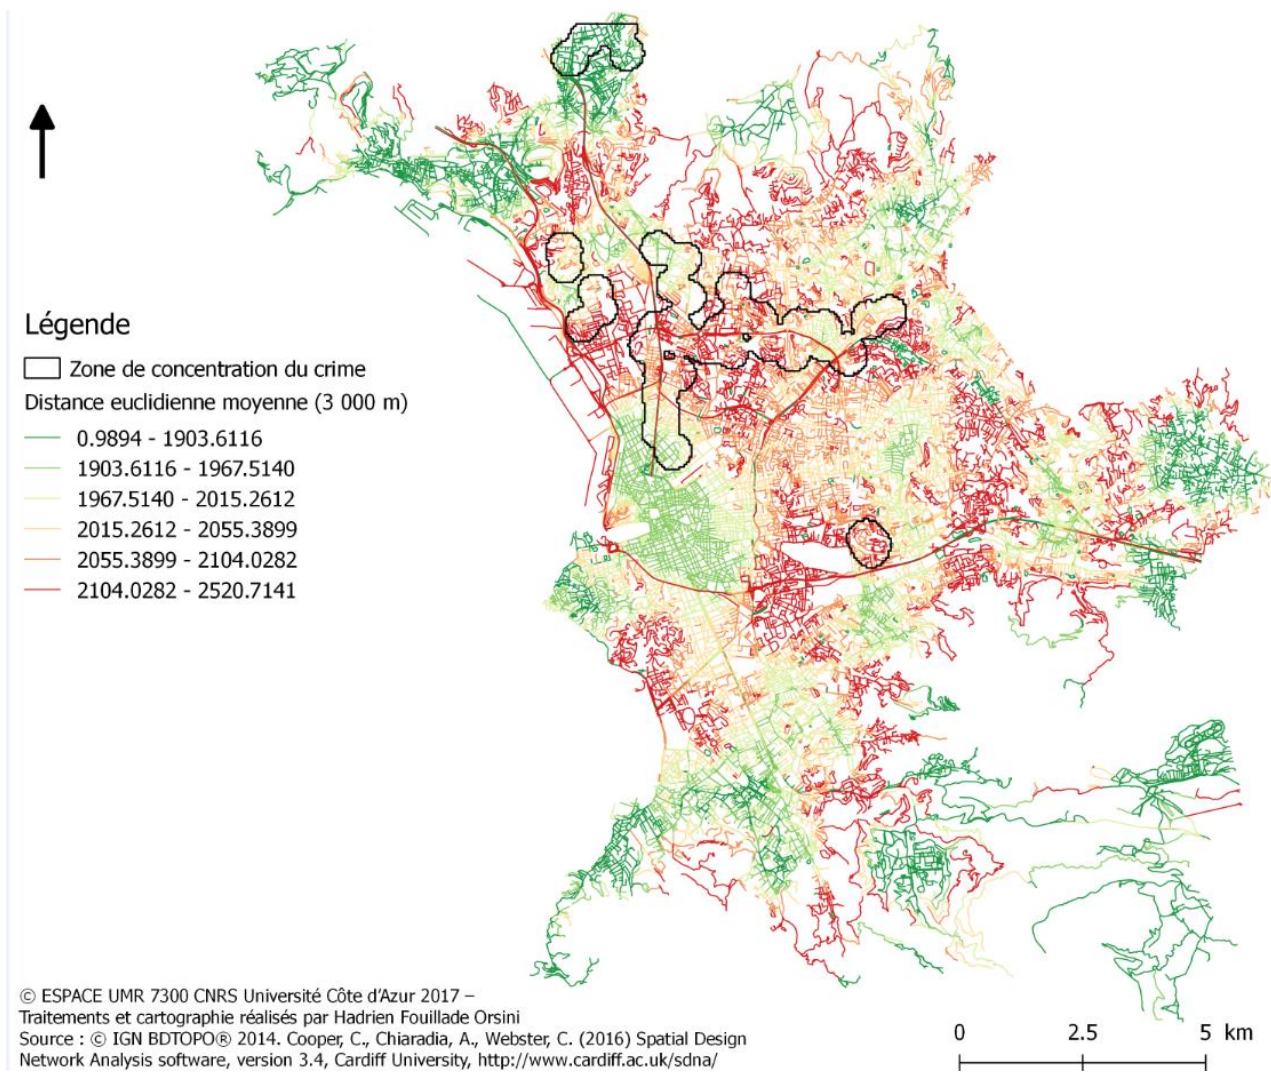 Légende
Zone de concentration du crime
Distance euclidienne moyenne (3 000 m)
0.9894 - 1903.6116
1903.6116 - 1967.5140
1967.5140 - 2015.2612
2015.2612 - 2055.3899
2055.3899 - 2104.0282
2104.0282 - 2520.7141
© ESPACE UMR 7300 CNRS Université Côte d'Azur 2017 –
Traitements et cartographie réalisés par Hadrien Fouillade Orsini
Source : © IGN BDTOPO® 2014. Cooper, C., Chiaradia, A., Webster, C. (2016) Spatial Design
Network Analysis software, version 3.4, Cardiff University, http://www.cardiff.ac.uk/sdna/
0 2.5 5 km